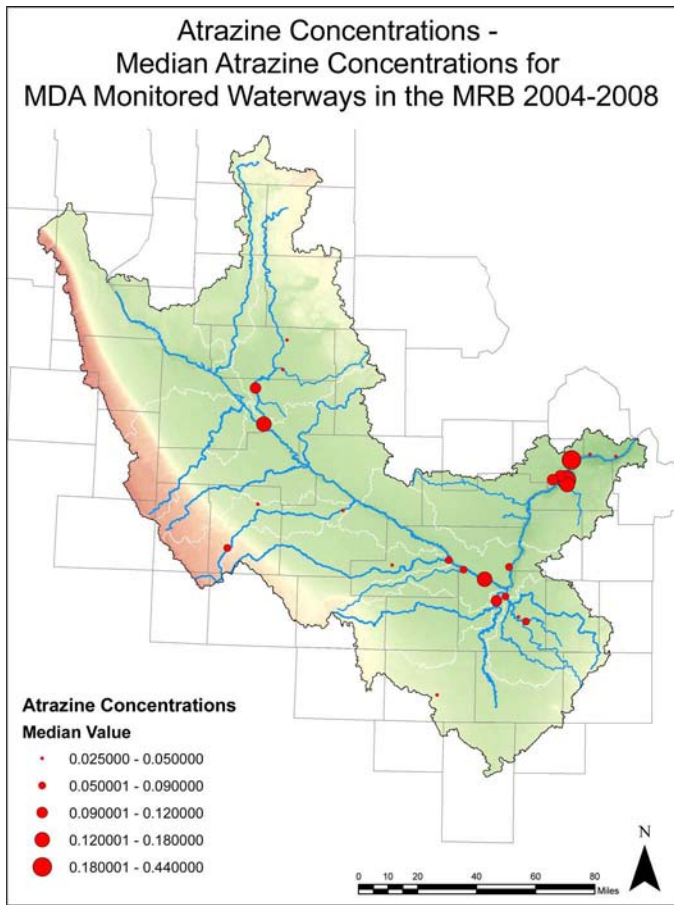 Atrazine Concentrations -
Median Atrazine Concentrations for
MDA Monitored Waterways in the MRB 2004-2008
Atrazine Concentrations
Median Value
0.025000 - 0.050000
0.050001 - 0.090000
0.090001 - 0.120000
0.120001 - 0.180000
0.180001 - 0.440000
N
0 10 20 40 60 80
Miles